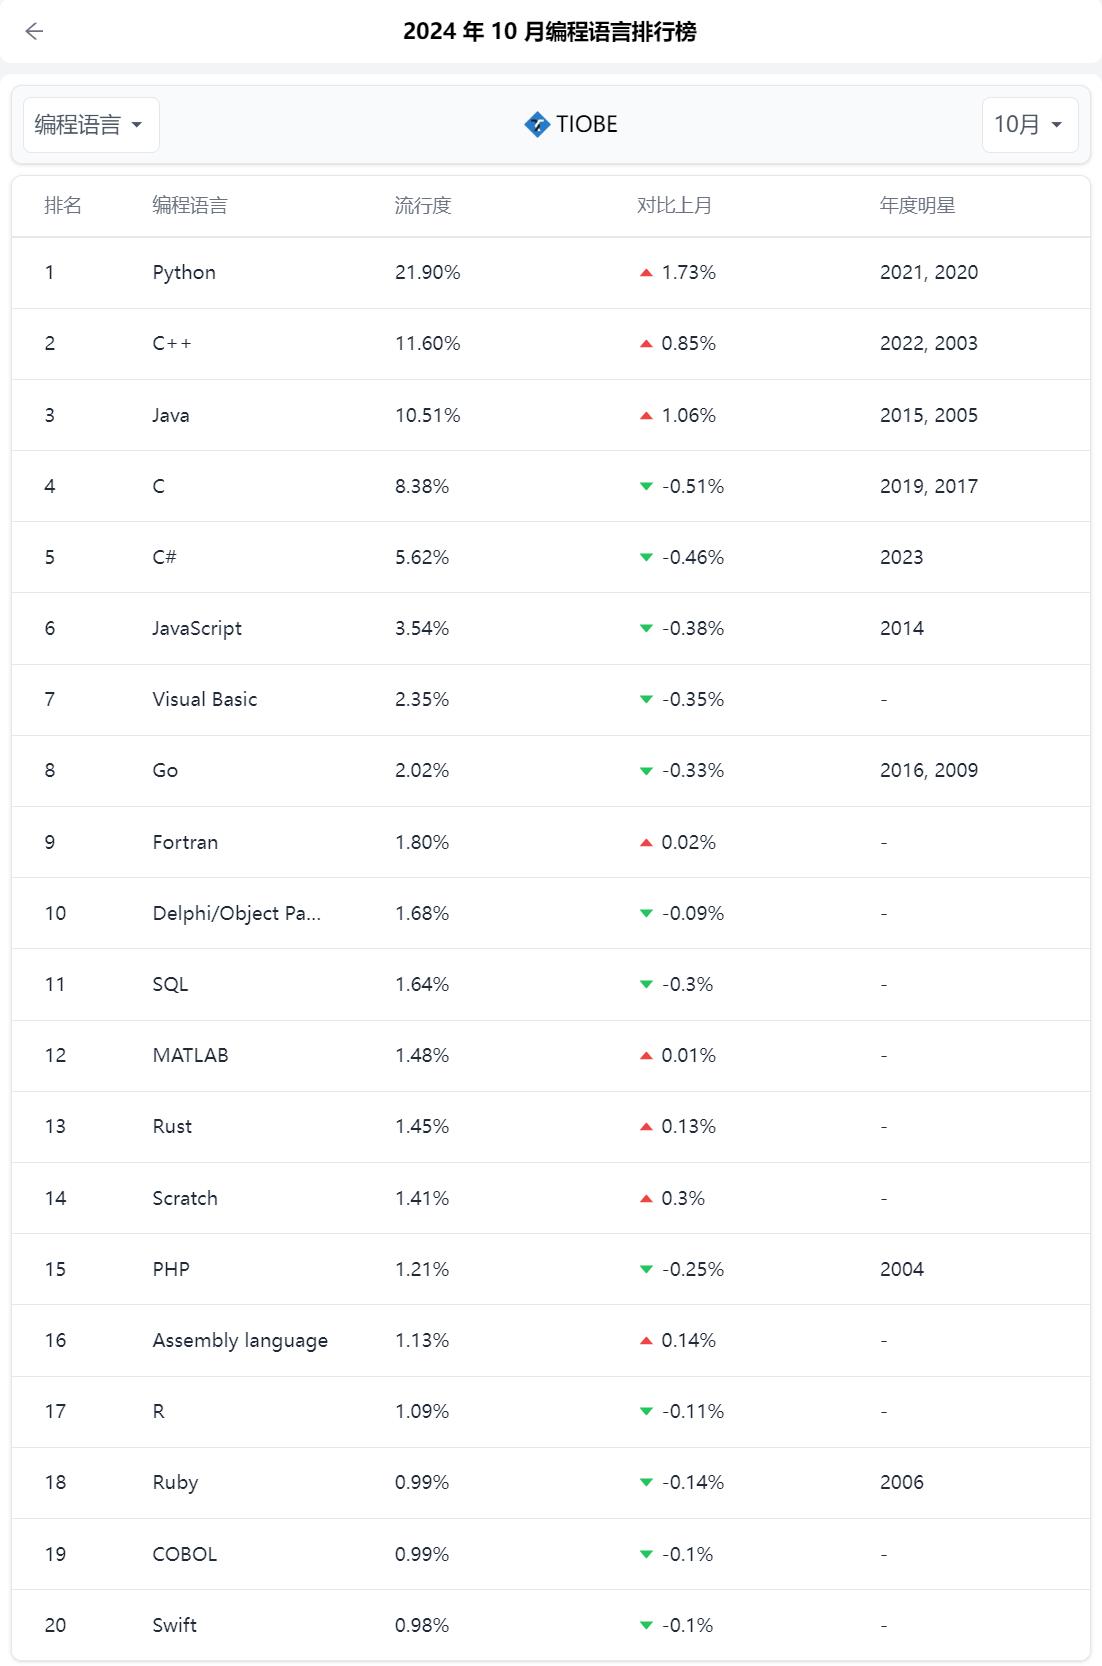 2024 年 10 月编程语言排行榜
编程语言 TIOBE 10月
排名 编程语言 流行度 对比上月 年度明星
1 Python 21.90% 1.73% 2021, 2020
2 C++ 11.60% 0.85% 2022, 2003
3 Java 10.51% 1.06% 2015, 2005
4 C 8.38% -0.51% 2019, 2017
5 C# 5.62% -0.46% 2023
6 JavaScript 3.54% -0.38% 2014
7 Visual Basic 2.35% -0.35% -
8 Go 2.02% -0.33% 2016, 2009
9 Fortran 1.80% 0.02% -
10 Delphi/Object Pa... 1.68% -0.09% -
11 SQL 1.64% -0.3% -
12 MATLAB 1.48% 0.01% -
13 Rust 1.45% 0.13% -
14 Scratch 1.41% 0.3% -
15 PHP 1.21% -0.25% 2004
16 Assembly language 1.13% 0.14% -
17 R 1.09% -0.11% -
18 Ruby 0.99% -0.14% 2006
19 COBOL 0.99% -0.1% -
20 Swift 0.98% -0.1% -